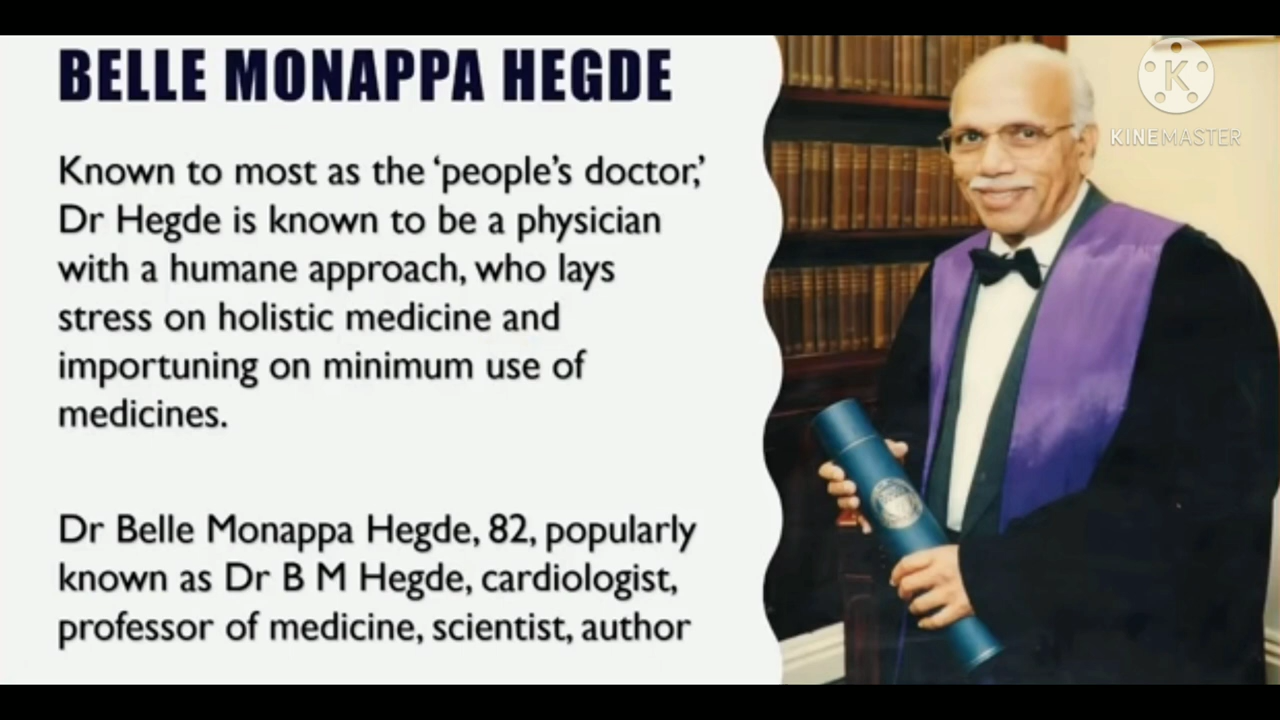 BELLE MONAPPA HEGDE
Known to most as the ‘people’s doctor,’
Dr Hegde is known to be a physician
with a humane approach, who lays
stress on holistic medicine and
importuning on minimum use of
medicines.
Dr Belle Monappa Hegde, 82, popularly
known as Dr B M Hegde, cardiologist,
professor of medicine, scientist, author
K
KINEMASTER